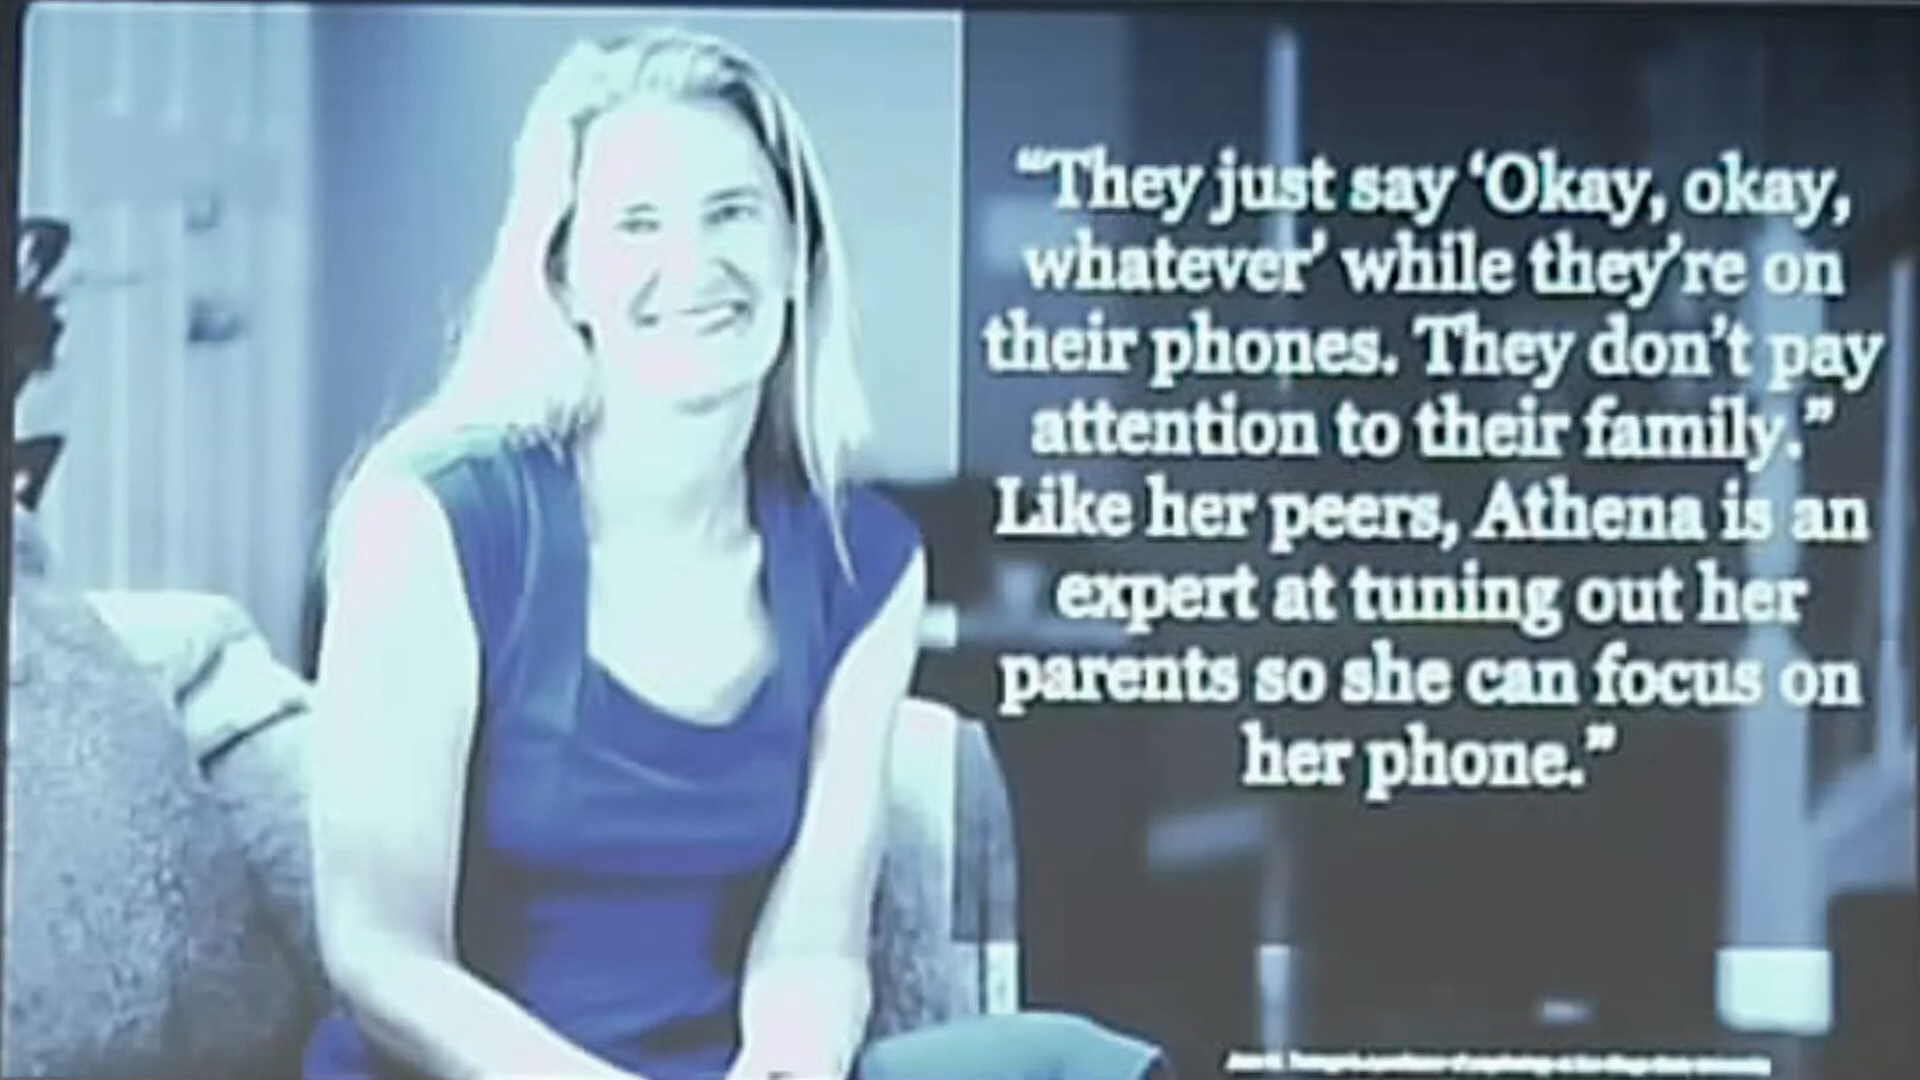 “They just say ‘Okay, okay,
whatever’ while they’re on
their phones. They don’t pay
attention to their family.”
Like her peers, Athena is an
expert at tuning out her
parents so she can focus on
her phone.”